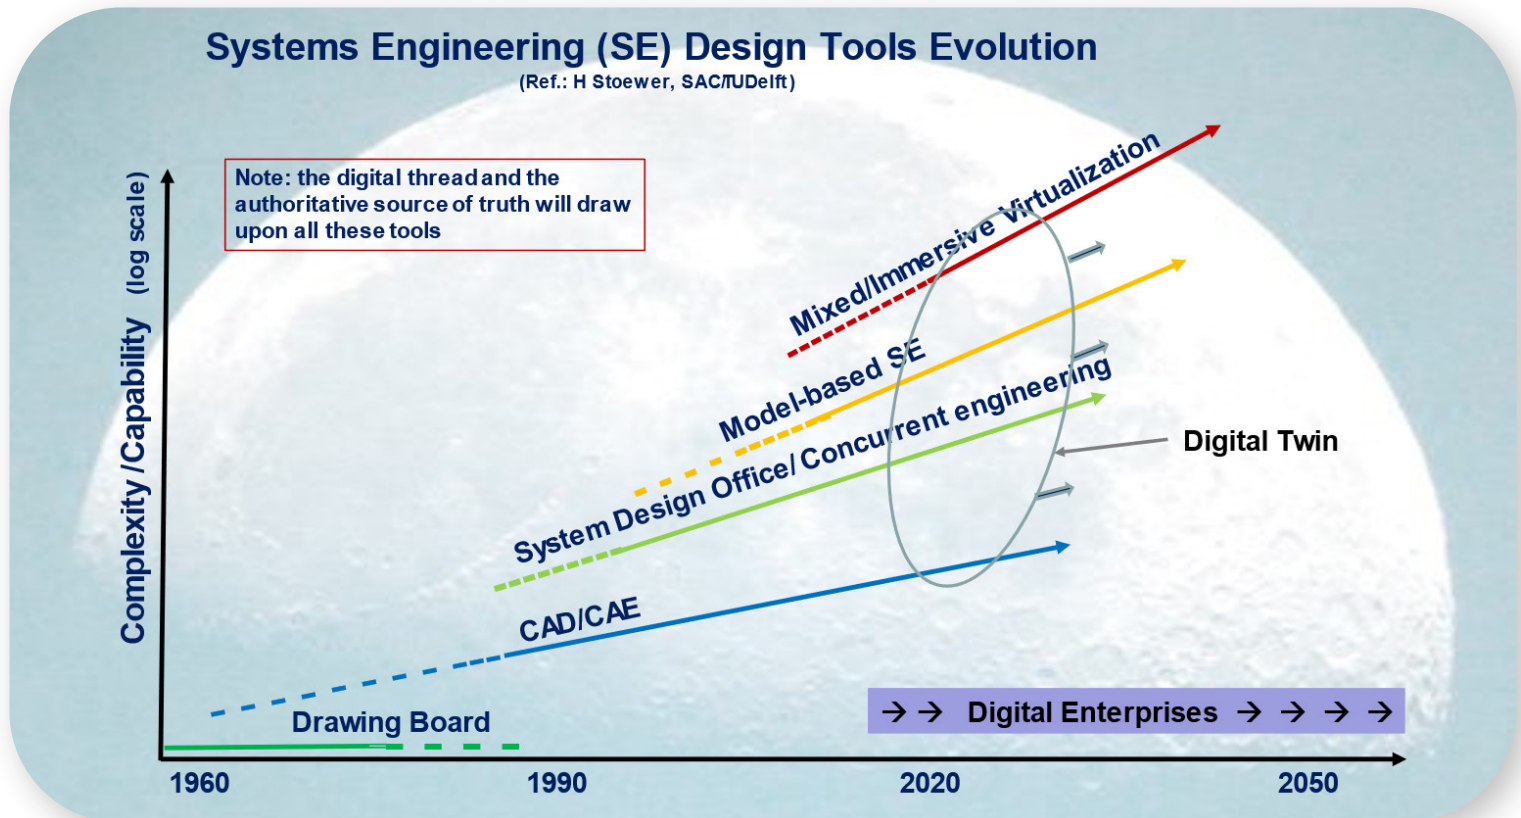 Systems Engineering (SE) Design Tools Evolution
(Ref.: H Stoewer, SAC/TUDelft)
Note: the digital thread and the
authoritative source of truth will draw
upon all these tools
Complexity /Capability (log scale)
Mixed/Immersive Virtualization
Model-based SE
System Design Office/ Concurrent engineering
Digital Twin
CAD/CAE
Drawing Board
→ → Digital Enterprises → → → →
1960 1990 2020 2050